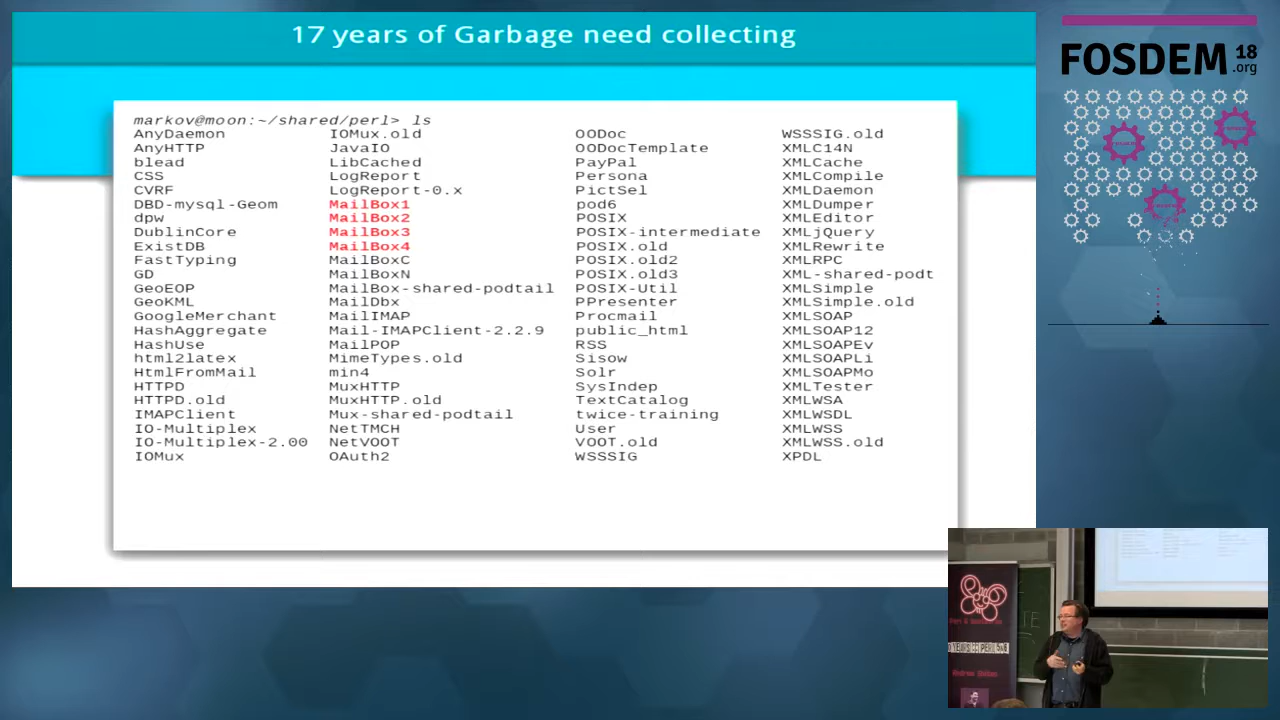 17 years of Garbage need collecting
markov@moon:~/shared/perl> ls
AnyDaemon IOMux.old OODoc WSSSIG.old
AnyHTTP JavaIO OODocTemplate XMLC14N
blead LibCached PayPal XMLCache
CSS LogReport Persona XMLCompile
CVRF LogReport-0.x PictSel XMLDaemon
DBD-mysql-Geom MailBox1 pod6 XMLDumper
dpw MailBox2 POSIX XMLEditor
DublinCore MailBox3 POSIX-intermediate XMLjQuery
ExistDB MailBox4 POSIX.old XMLRewrite
FastTyping MailBoxC POSIX.old2 XMLRPC
GD MailBoxN POSIX.old3 XML-shared-podt
GeoEOP MailBox-shared-podtail POSIX-Util XMLSimple
GeoKML MailDbx PPresenter XMLSimple.old
GoogleMerchant MailIMAP Procmail XMLSOAP
HashAggregate Mail-IMAPClient-2.2.9 public_html XMLSOAP12
HashUse MailPOP RSS XMLSOAPEv
html2latex MimeTypes.old Sisow XMLSOAPLi
HtmlFromMail min4 Solr XMLSOAPMo
HTTPD MuxHTTP SysIndep XMLTester
HTTPD.old MuxHTTP.old TextCatalog XMLWSA
IMAPClient Mux-shared-podtail twice-training XMLWSDL
IO-Multiplex NetTMCH User XMLWSS
IO-Multiplex-2.00 NetVOOT VOOT.old XMLWSS.old
IOMux OAuth2 WSSSIG XPDL
FOSDEM 18
.org